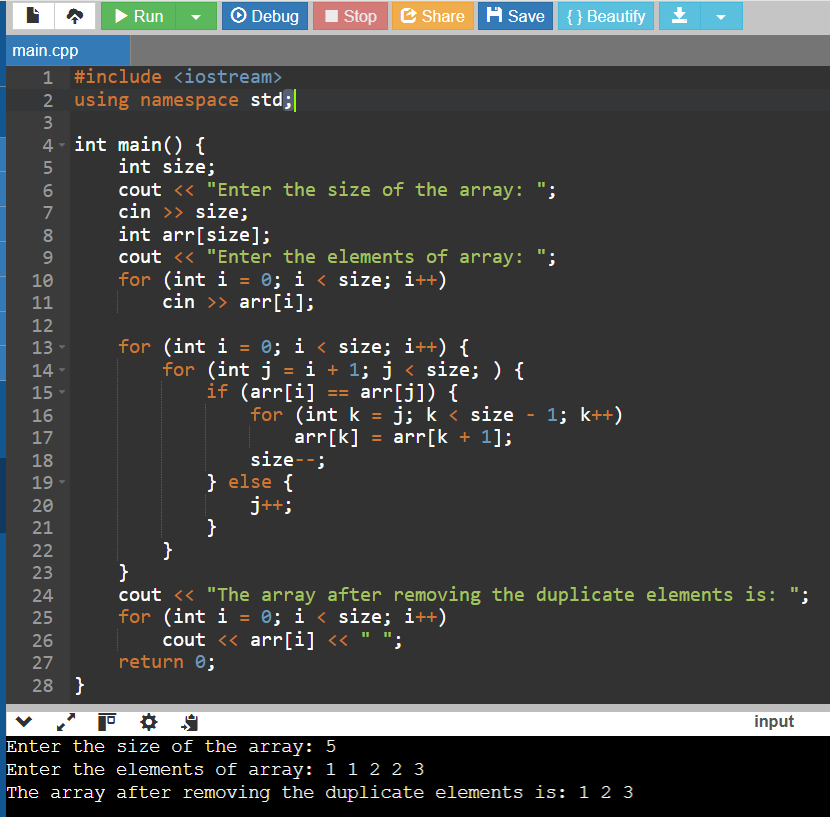 Run Debug Stop Share Save { } Beautify
main.cpp
1 #include <iostream>
2 using namespace std;
3
4 int main() {
5     int size;
6     cout << "Enter the size of the array: ";
7     cin >> size;
8     int arr[size];
9     cout << "Enter the elements of array: ";
10     for (int i = 0; i < size; i++)
11         cin >> arr[i];
12
13     for (int i = 0; i < size; i++) {
14         for (int j = i + 1; j < size; ) {
15             if (arr[i] == arr[j]) {
16                 for (int k = j; k < size - 1; k++)
17                     arr[k] = arr[k + 1];
18                 size--;
19             } else {
20                 j++;
21             }
22         }
23     }
24     cout << "The array after removing the duplicate elements is: ";
25     for (int i = 0; i < size; i++)
26         cout << arr[i] << " ";
27     return 0;
28 }
input
Enter the size of the array: 5
Enter the elements of array: 1 1 2 2 3
The array after removing the duplicate elements is: 1 2 3